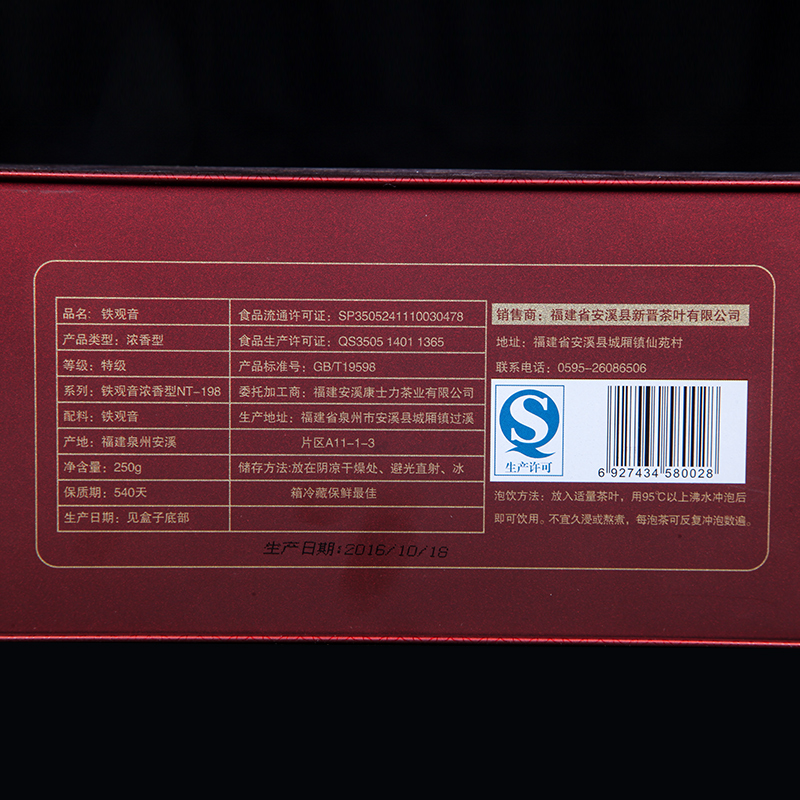 品名：铁观音
产品类型：浓香型
等级：特级
系列：铁观音浓香型NT-198
配料：铁观音
产地：福建泉州安溪
净含量：250g
保质期：540天
生产日期：见盒子底部
食品流通许可证：SP3505241110030478
食品生产许可证：QS3505 1401 1365
产品标准号：GB/T19598
委托加工商：福建安溪康士力茶业有限公司
生产地址：福建省泉州市安溪县城厢镇过溪
片区A11-1-3
储存方法:放在阴凉干燥处、避光直射、冰
箱冷藏保鲜最佳
生产日期:2016/10/18
销售商：福建省安溪县新晋茶叶有限公司
地址：福建省安溪县城厢镇仙苑村
联系电话：0595-26086506
生产许可
6 927434 580028
泡饮方法：放入适量茶叶，用95℃以上沸水冲泡后
即可饮用。不宜久浸或熬煮，每泡茶可反复冲泡数遍。